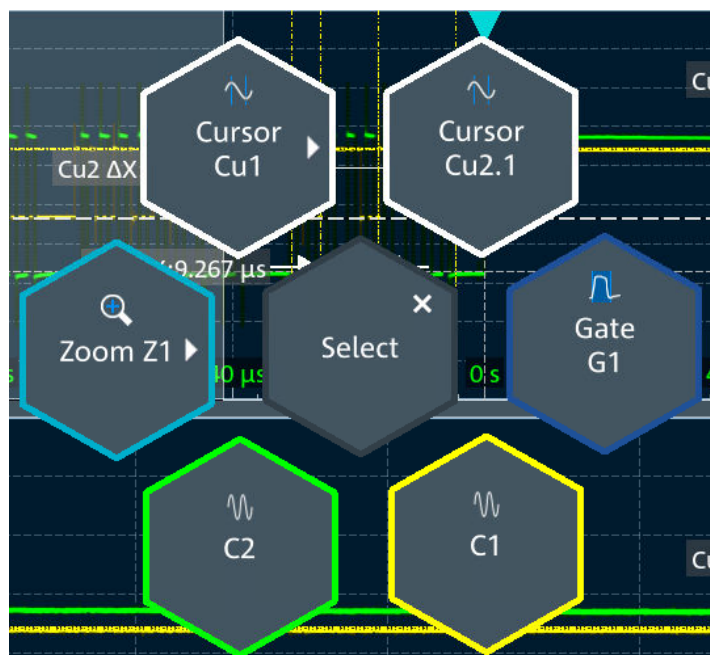 Cursor
Cu1
Cursor
Cu2.1
Cu
Cu2 ΔX
9.267 µs
Zoom Z1
Select
Gate
G1
s
40 µs
0 s
C2
C1
Cu